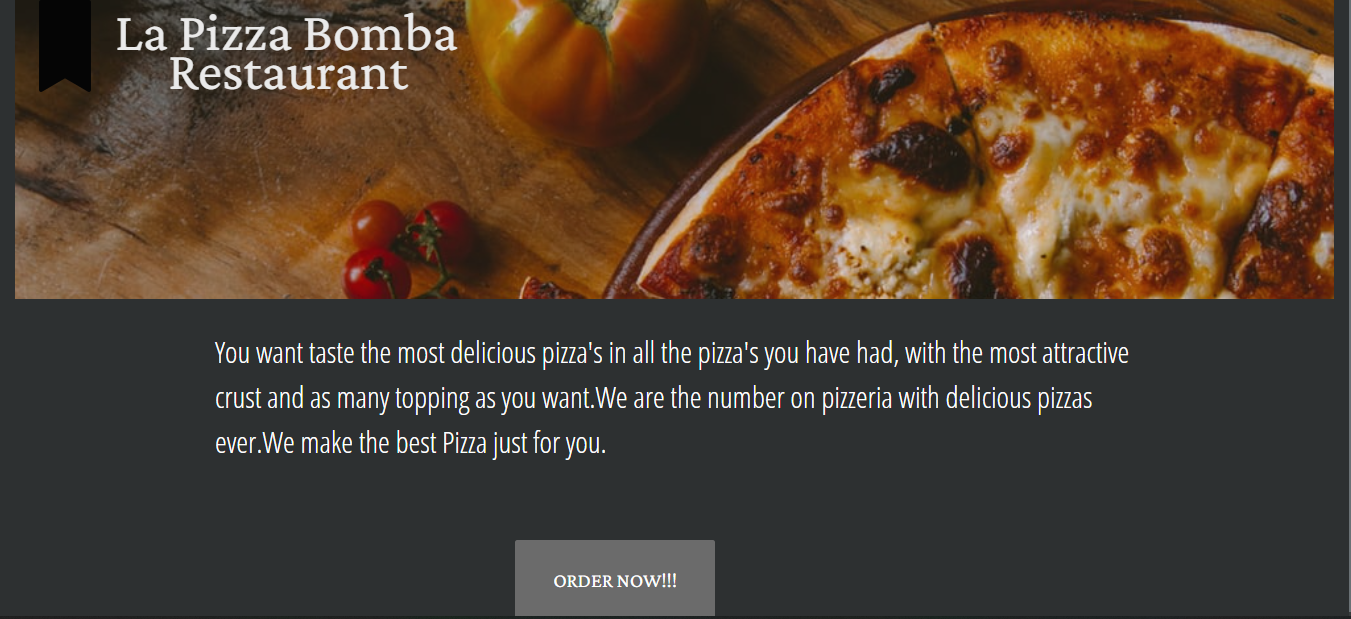 La Pizza Bomba
Restaurant
You want taste the most delicious pizza's in all the pizza's you have had, with the most attractive
crust and as many topping as you want.We are the number on pizzeria with delicious pizzas
ever.We make the best Pizza just for you.
ORDER NOW!!!